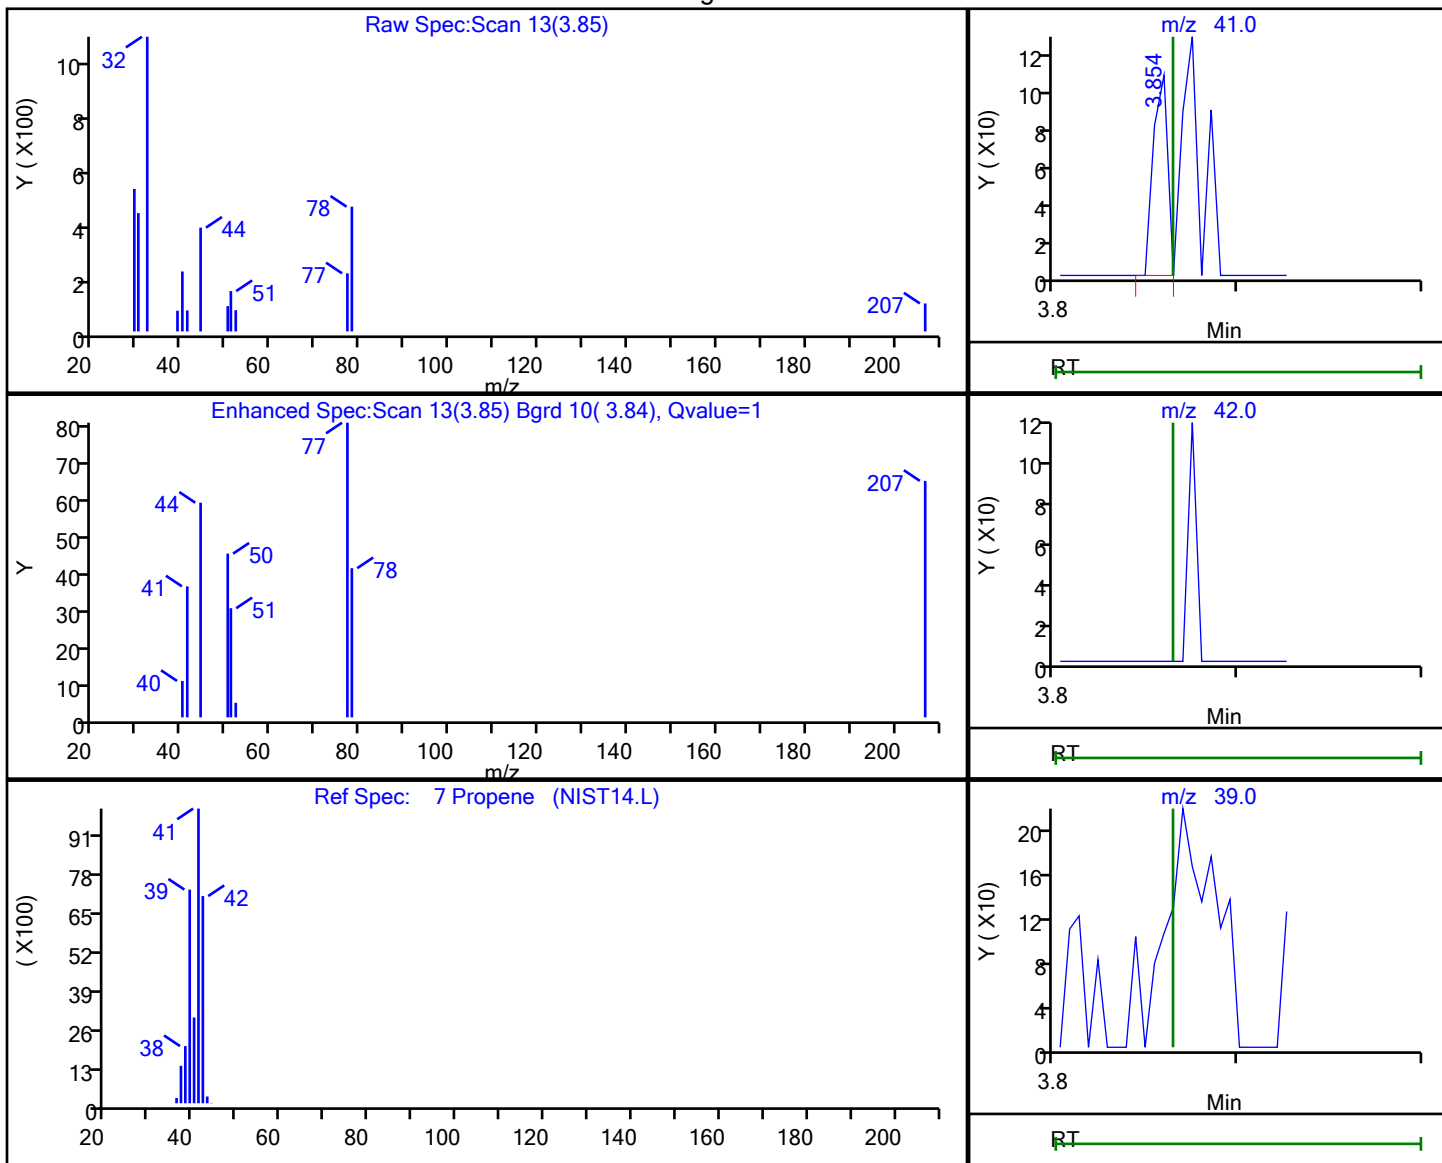 Raw Spec:Scan 13(3.85)
Y ( X100)
10
8
6
4
2
0
32
44
51
77
78
207
20 40 60 80 100 120 140 160 180 200
m/z
m/z 41.0
Y ( X10)
12
10
8
6
4
2
0
3.854
3.8
Min
RT
Enhanced Spec:Scan 13(3.85) Bgrd 10( 3.84), Qvalue=1
Y
80
70
60
50
40
30
20
10
0
77
207
44
50
41
78
51
40
20 40 60 80 100 120 140 160 180 200
m/z
m/z 42.0
Y ( X10)
12
10
8
6
4
2
0
3.8
Min
RT
Ref Spec: 7 Propene (NIST14.L)
( X100)
91
78
65
52
39
26
13
0
41
39
42
38
20 40 60 80 100 120 140 160 180 200
m/z 39.0
Y ( X10)
20
16
12
8
4
0
3.8
Min
RT